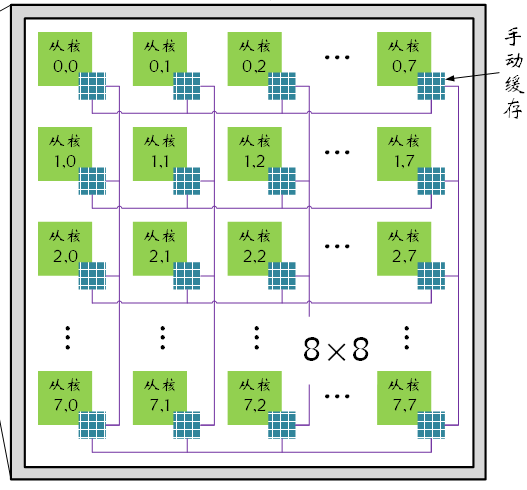 从核 从核 从核 ··· 从核
0,0 0,1 0,2 0,7
手动缓存
从核 从核 从核 ··· 从核
1,0 1,1 1,2 1,7
从核 从核 从核 ··· 从核
2,0 2,1 2,2 2,7
8×8
从核 从核 从核 ··· 从核
7,0 7,1 7,2 7,7